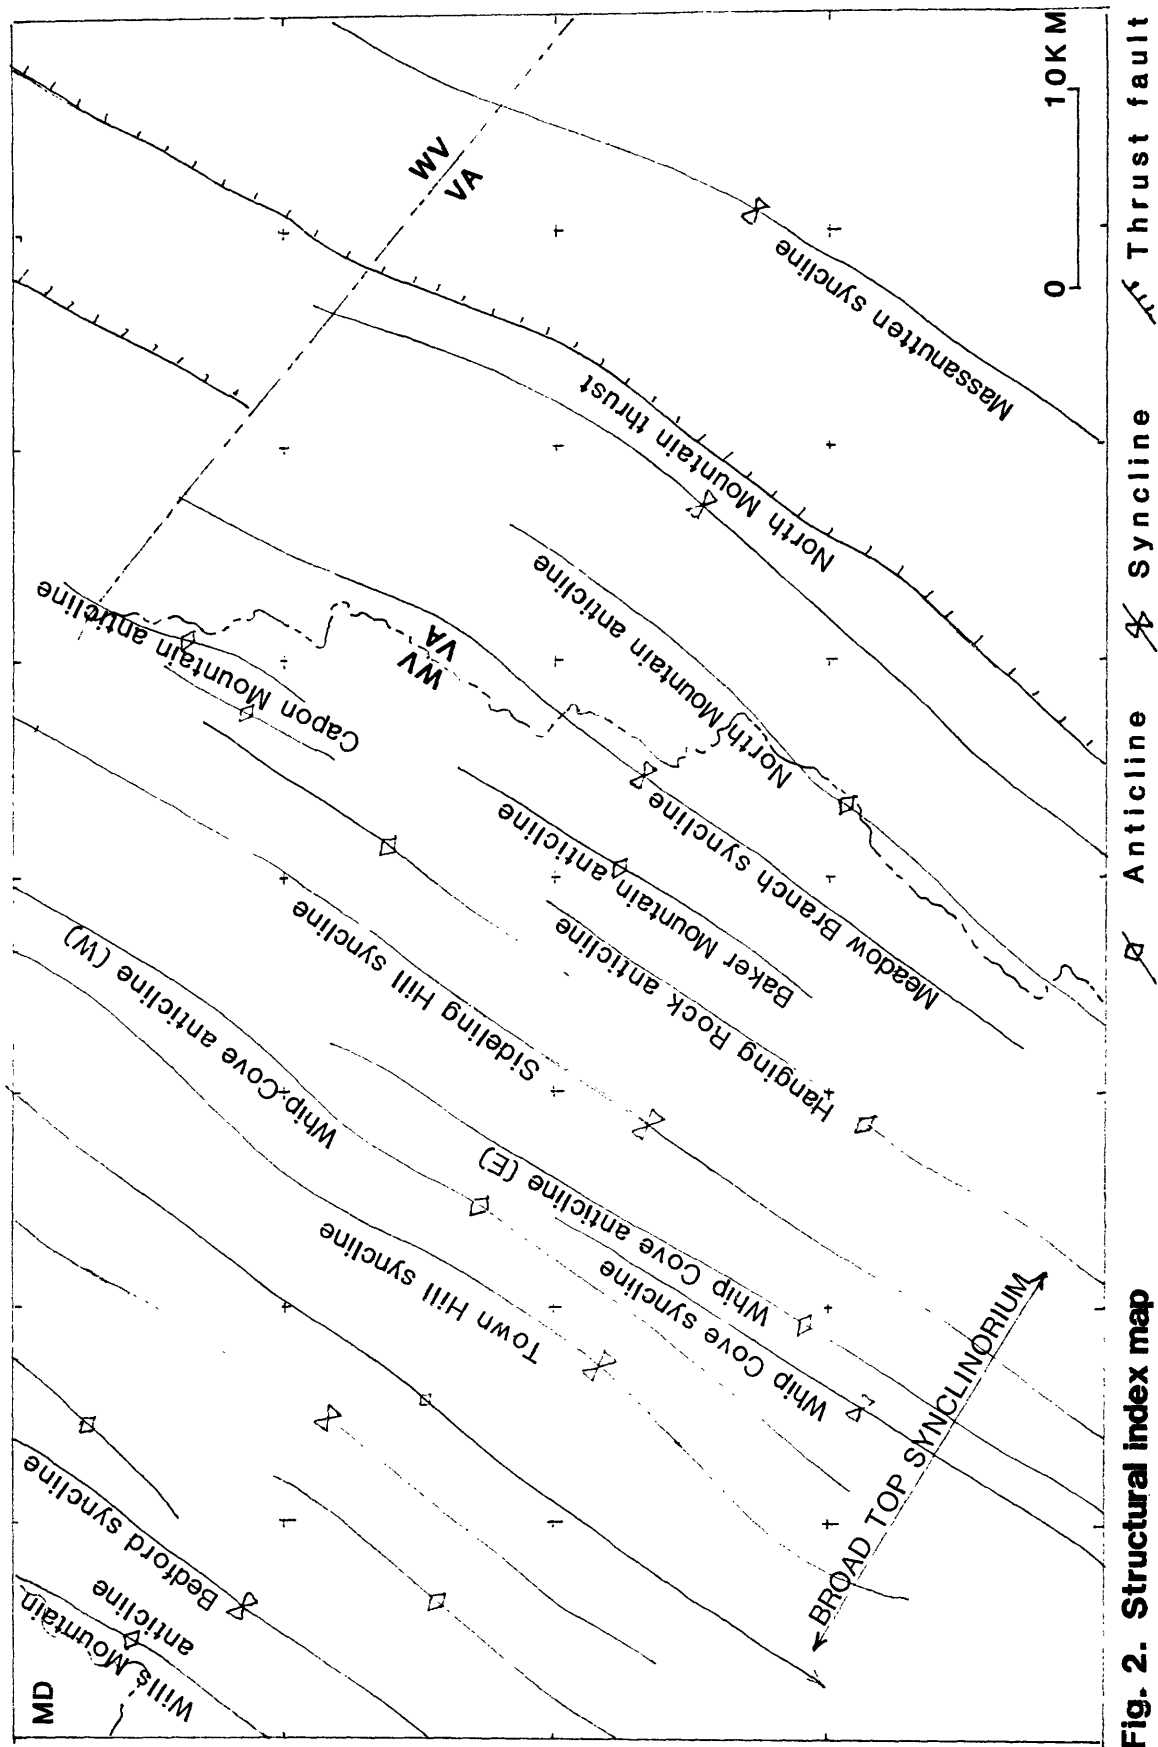 MD
Wills Mountain
anticline
Bedford syncline
Town Hill syncline
Whip Cove anticline (W)
Whip Cove syncline
Whip Cove anticline (E)
Sideling Hill syncline
Hanging Rock anticline
Baker Mountain anticline
Capon Mountain anticline
Meadow Branch syncline
North Mountain anticline
North Mountain thrust
Massanutten syncline
WV
VA
WV
VA
BROAD TOP SYNCLINORIUM
0 10KM
Fig. 2. Structural index map
Anticline Syncline Thrust fault